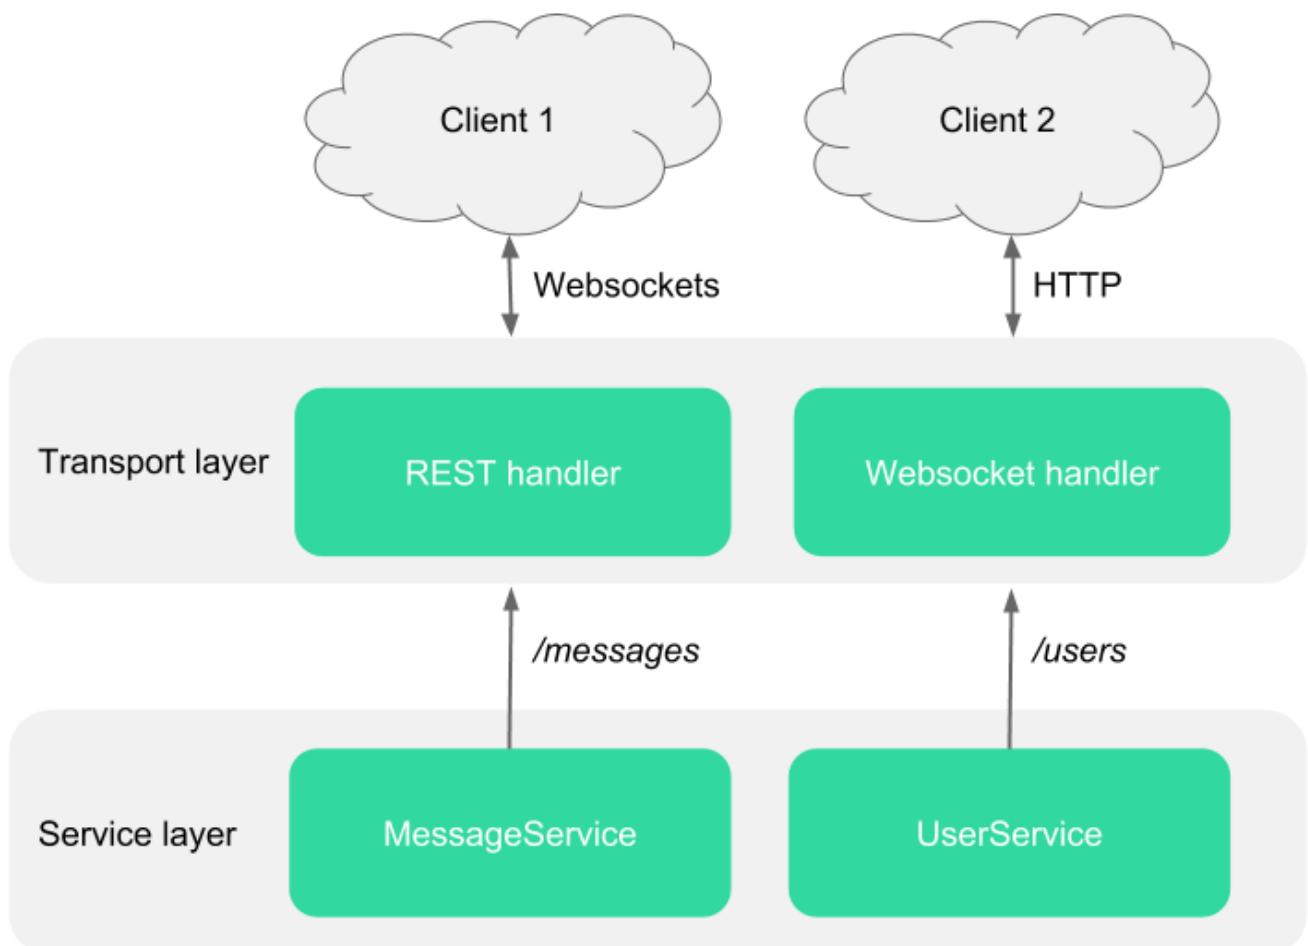 Client 1
Client 2
Websockets
HTTP
Transport layer
REST handler
Websocket handler
/messages
/users
Service layer
MessageService
UserService